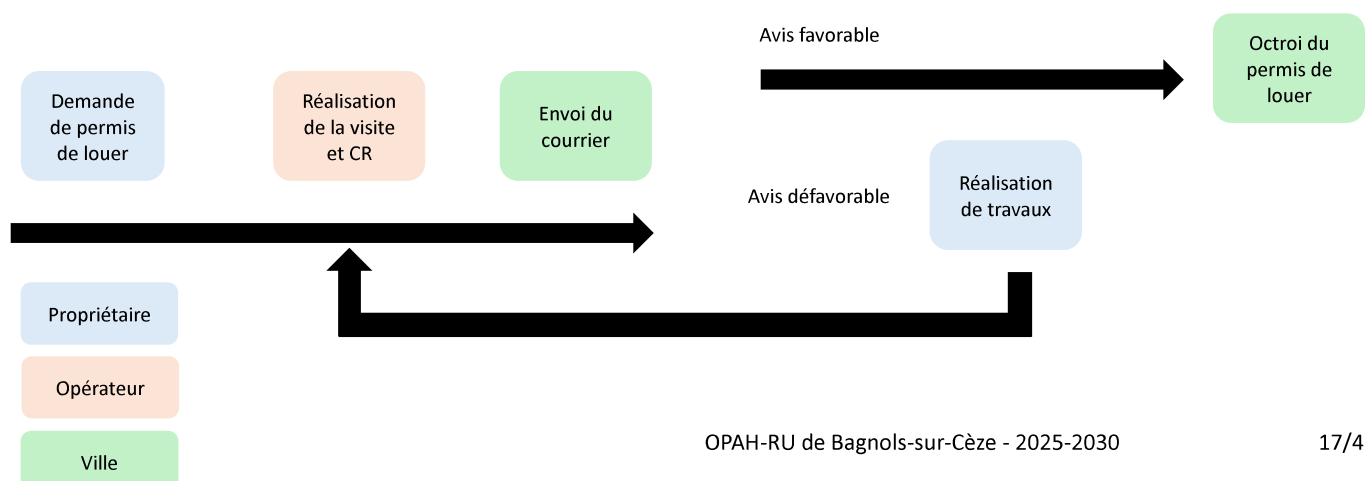 Demande
de permis
de louer
Réalisation
de la visite
et CR
Envoi du
courrier
Avis favorable
Octroi du
permis de
louer
Avis défavorable
Réalisation
de travaux
Propriétaire
Opérateur
Ville
OPAH-RU de Bagnols-sur-Cèze - 2025-2030
17/4